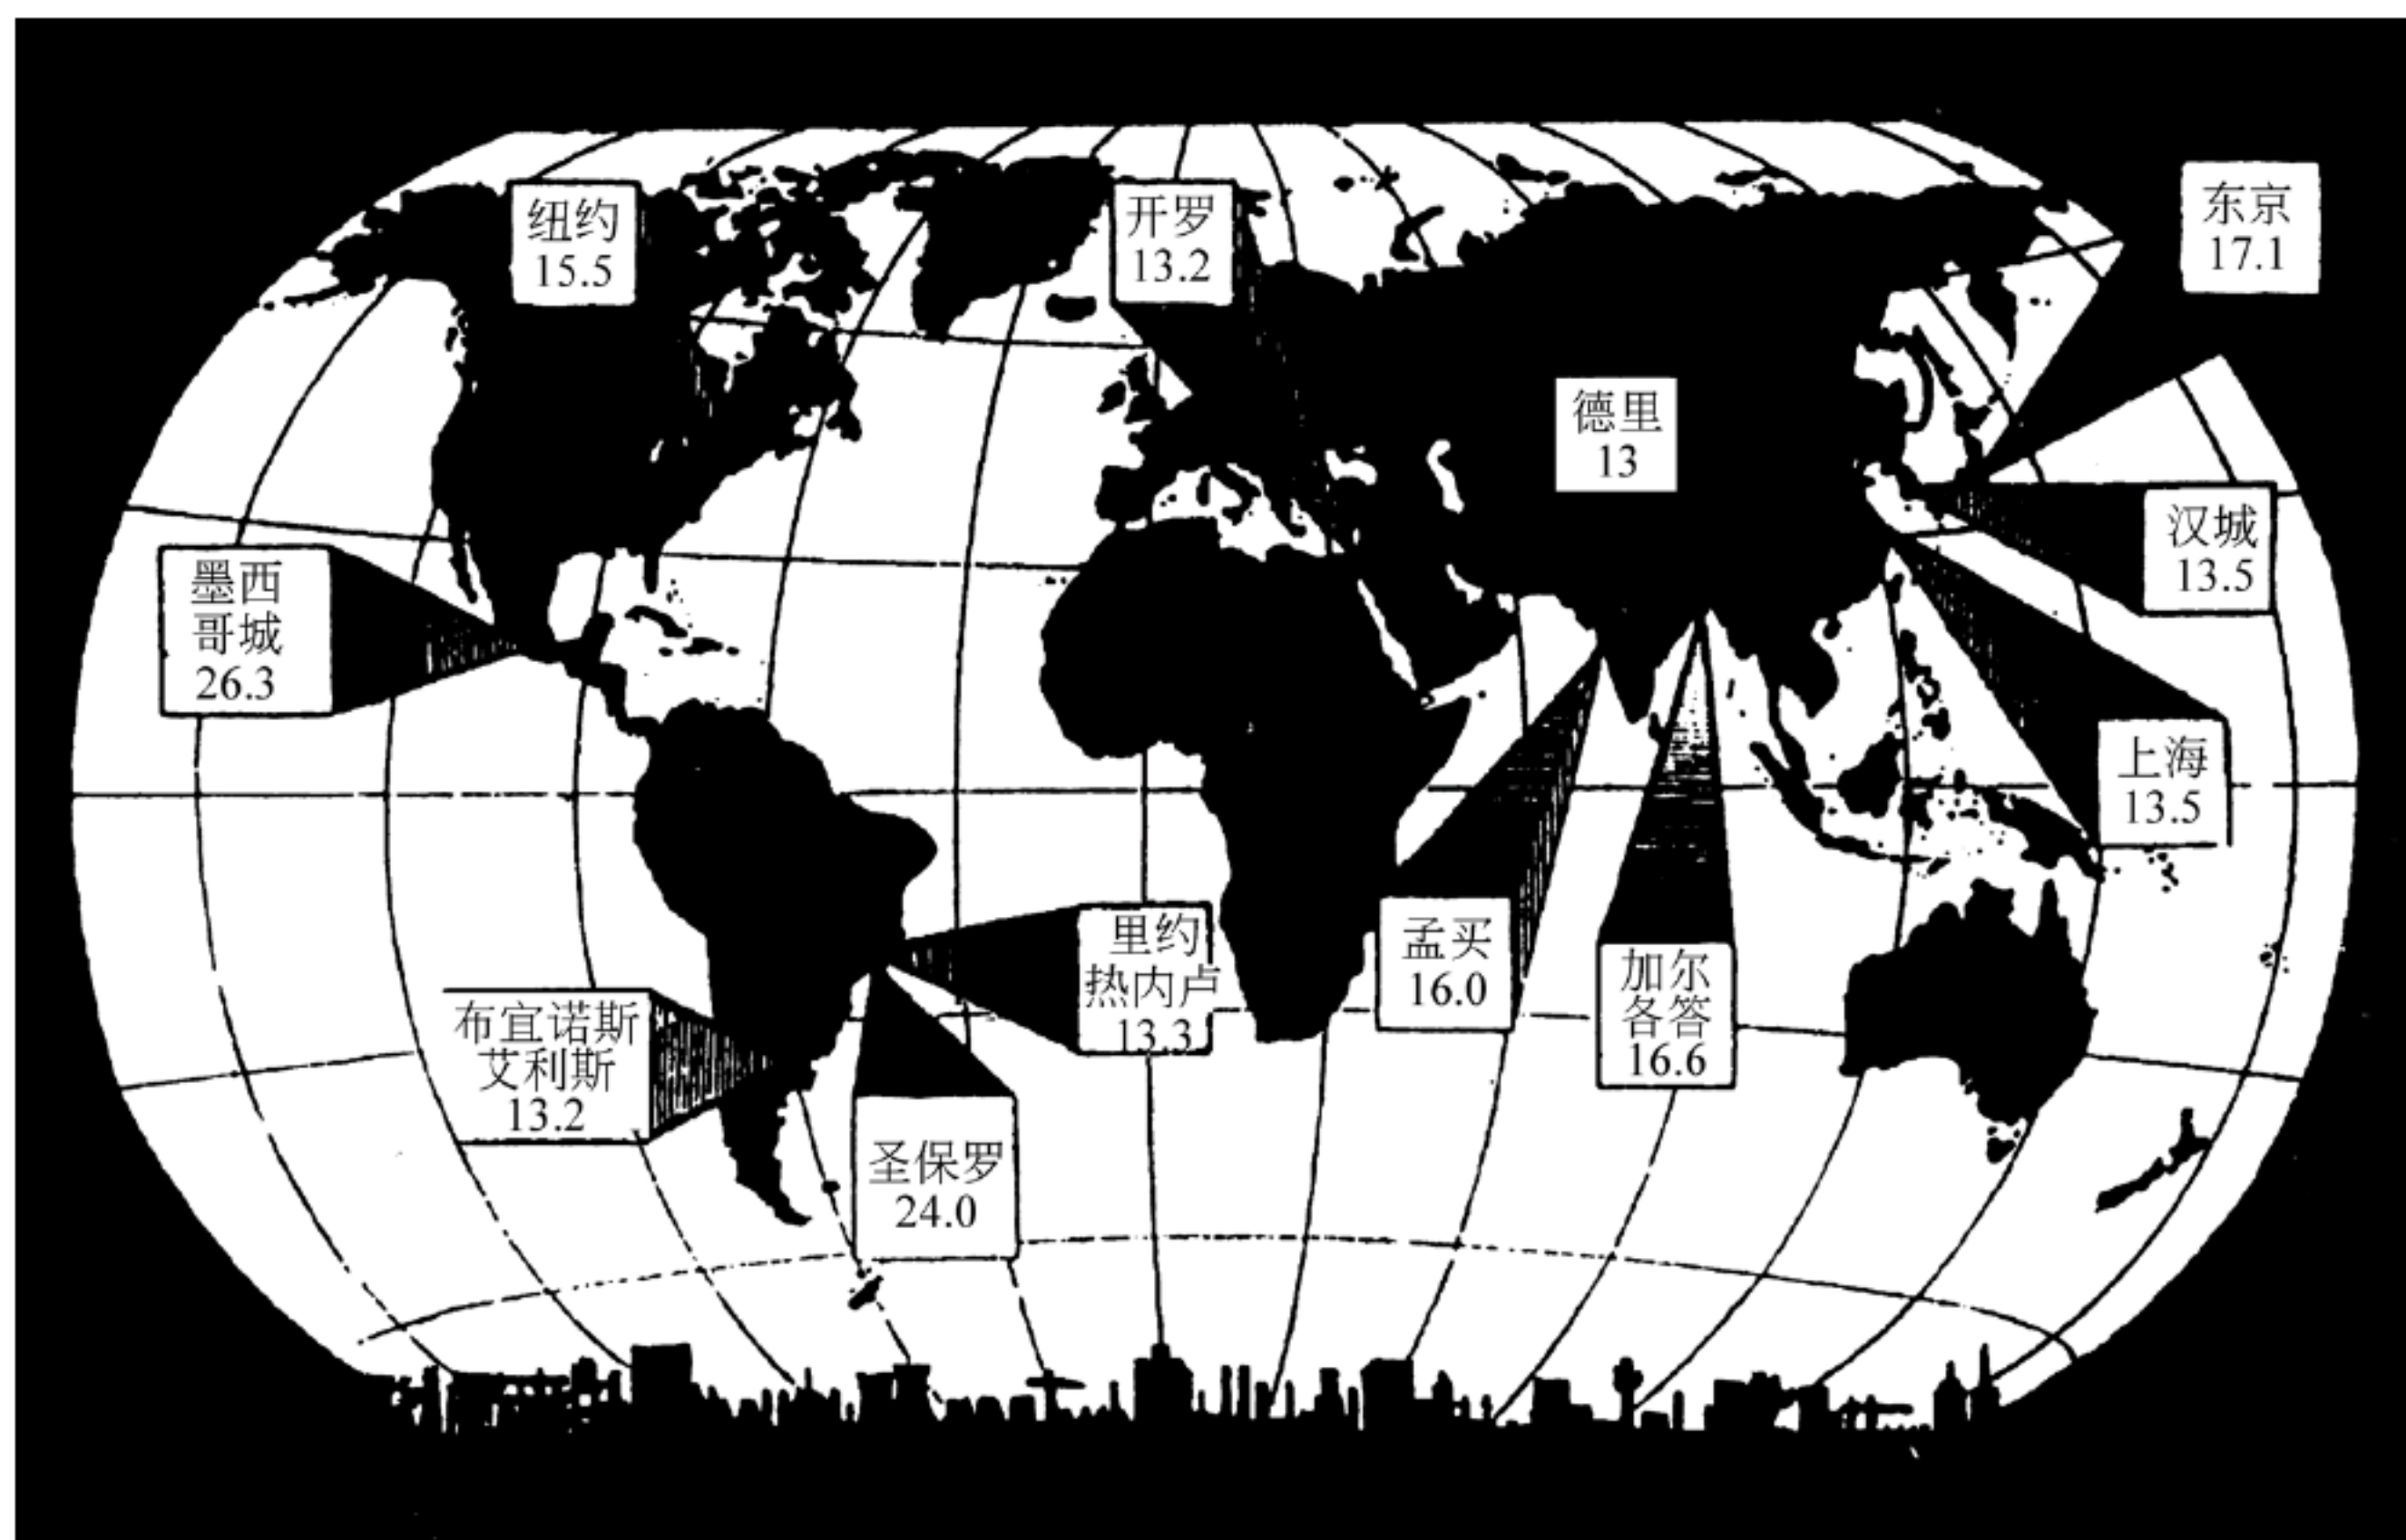 纽约
15.5
开罗
13.2
东京
17.1
德里
13
汉城
13.5
墨西
哥城
26.3
上海
13.5
里约
热内卢
13.3
孟买
16.0
加尔
各答
16.6
布宜诺斯
艾利斯
13.2
圣保罗
24.0